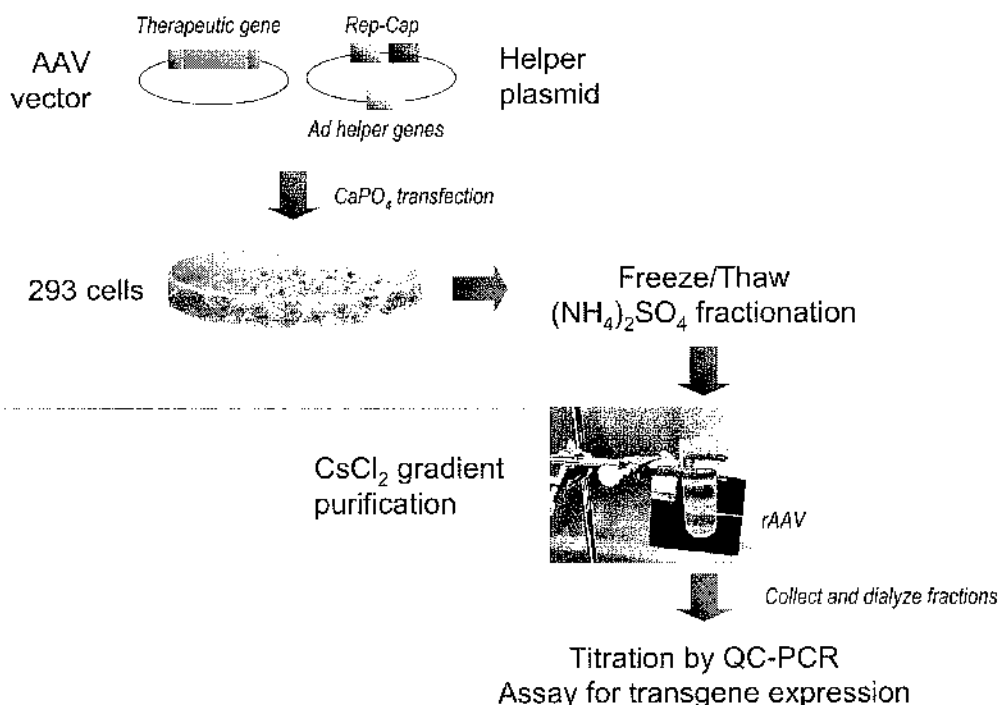 Therapeutic gene
Rep-Cap
AAV
vector
Helper
plasmid
Ad helper genes
CaPO₄ transfection
293 cells
Freeze/Thaw
(NH₄)₂SO₄ fractionation
CsCl₂ gradient
purification
rAAV
Collect and dialyze fractions
Titration by QC-PCR
Assay for transgene expression